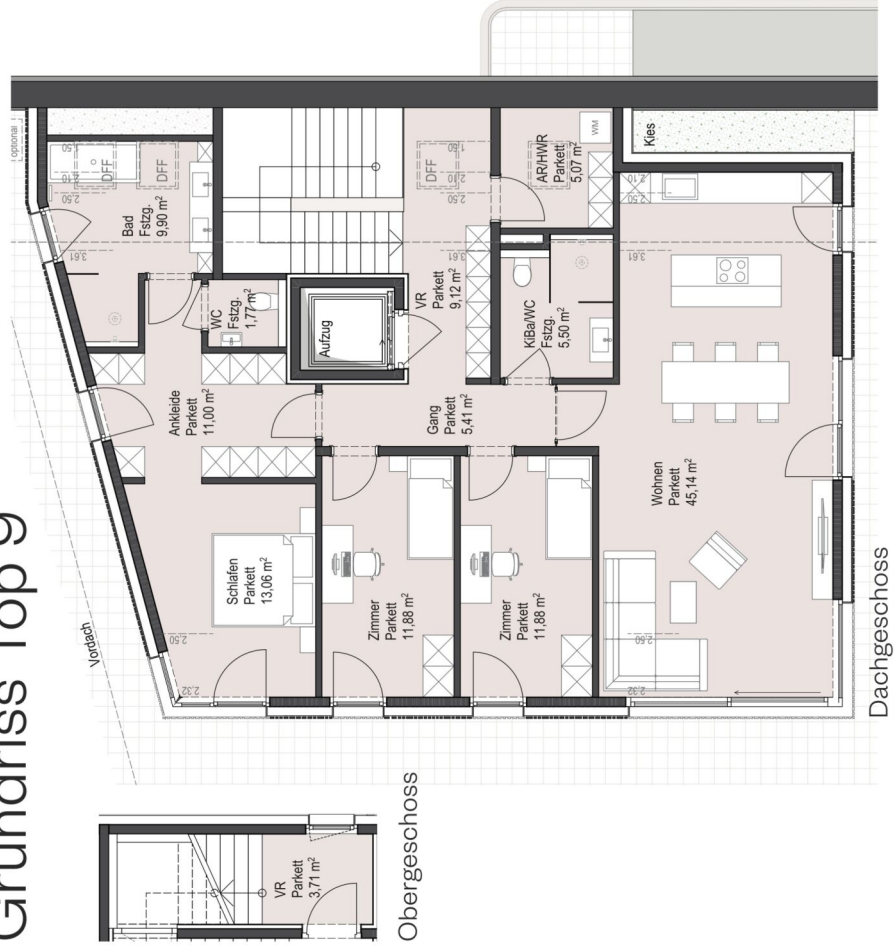 Grundriss Top 9
optional
Vordach
Bad
Fstzg.
9,90 m²
DFF
DFF
1,50
2,10
2,50
3,61
WC
Fstzg.
1,77 m²
Ankleide
Parkett
11,00 m²
Aufzug
VR
Parkett
9,12 m²
DFF
1,50
2,10
2,50
3,61
AR/HWR
Parkett
5,07 m²
WM
Kies
KiBa/WC
Fstzg.
5,50 m²
Gang
Parkett
5,41 m²
2,10
2,50
3,61
Schlafen
Parkett
13,06 m²
2,50
2,32
Zimmer
Parkett
11,88 m²
Zimmer
Parkett
11,88 m²
Wohnen
Parkett
45,14 m²
2,50
2,32
Dachgeschoss
VR
Parkett
3,71 m²
Obergeschoss